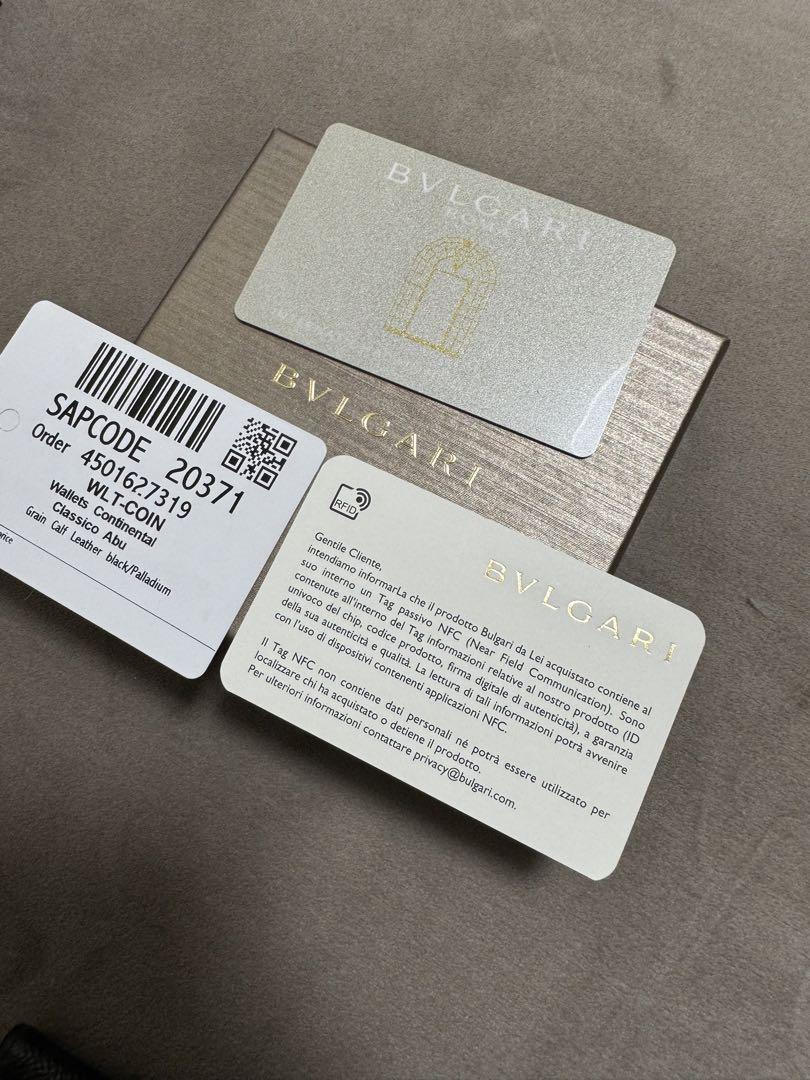 BVLGARI
ROMA
BVLGARI
SAPCODE 20371
Order 4501627319
WLT-COIN
Wallets Continental
Classico Abu
Grain Calf Leather black/Palladium
RFID
BVLGARI
Gentile Cliente,
intendiamo informarLa che il prodotto Bulgari da Lei acquistato contiene al
suo interno un Tag passivo NFC (Near Field Communication). Sono
contenute all'interno del Tag informazioni relative al nostro prodotto (ID
univoco del chip, codice prodotto, firma digitale di autenticità), a garanzia
della sua autenticità e qualità. La lettura di tali informazioni potrà avvenire
con l'uso di dispositivi contenenti applicazioni NFC.
Il Tag NFC non contiene dati personali né potrà essere utilizzato per
localizzare chi ha acquistato o detiene il prodotto.
Per ulteriori informazioni contattare privacy@bulgari.com.